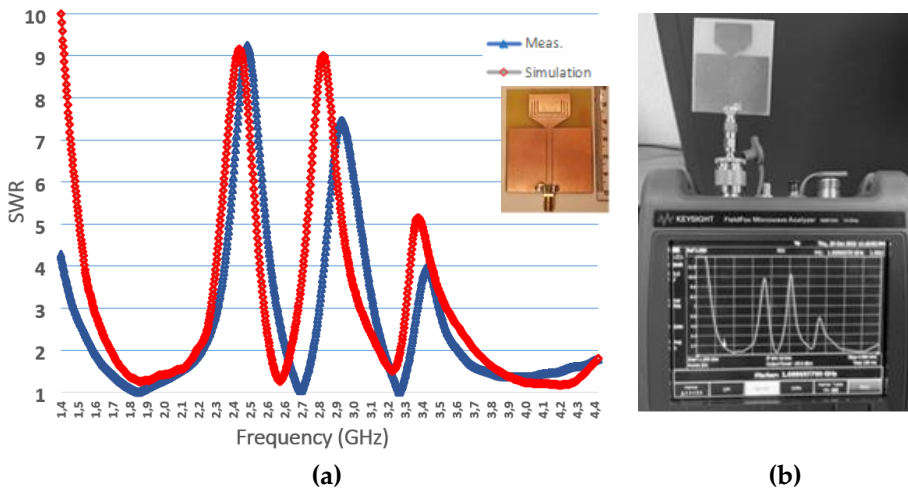 10
9
8
7
6
5
4
3
2
1
SWR
Meas.
Simulation
1,4 1,5 1,6 1,7 1,8 1,9 2,0 2,1 2,2 2,3 2,4 2,5 2,6 2,6 2,7 2,8 2,9 3,0 3,1 3,2 3,3 3,4 3,5 3,6 3,7 3,8 3,9 4,0 4,1 4,2 4,3 4,4
Frequency (GHz)
(a)
KEYSIGHT FieldFox Microwave Analyzer
(b)